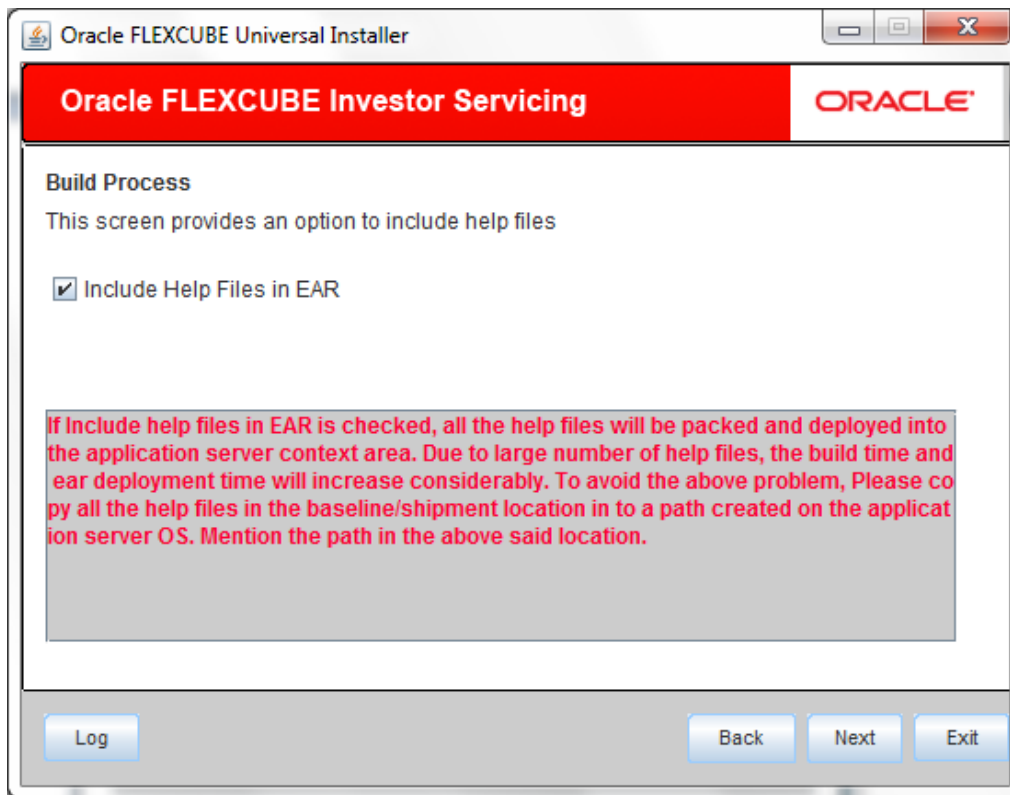 Oracle FLEXCUBE Universal Installer
Oracle FLEXCUBE Investor Servicing
ORACLE
Build Process
This screen provides an option to include help files
Include Help Files in EAR
If Include help files in EAR is checked, all the help files will be packed and deployed into
the application server context area. Due to large number of help files, the build time and
ear deployment time will increase considerably. To avoid the above problem, Please co
py all the help files in the baseline/shipment location in to a path created on the applicat
ion server OS. Mention the path in the above said location.
Log
Back
Next
Exit